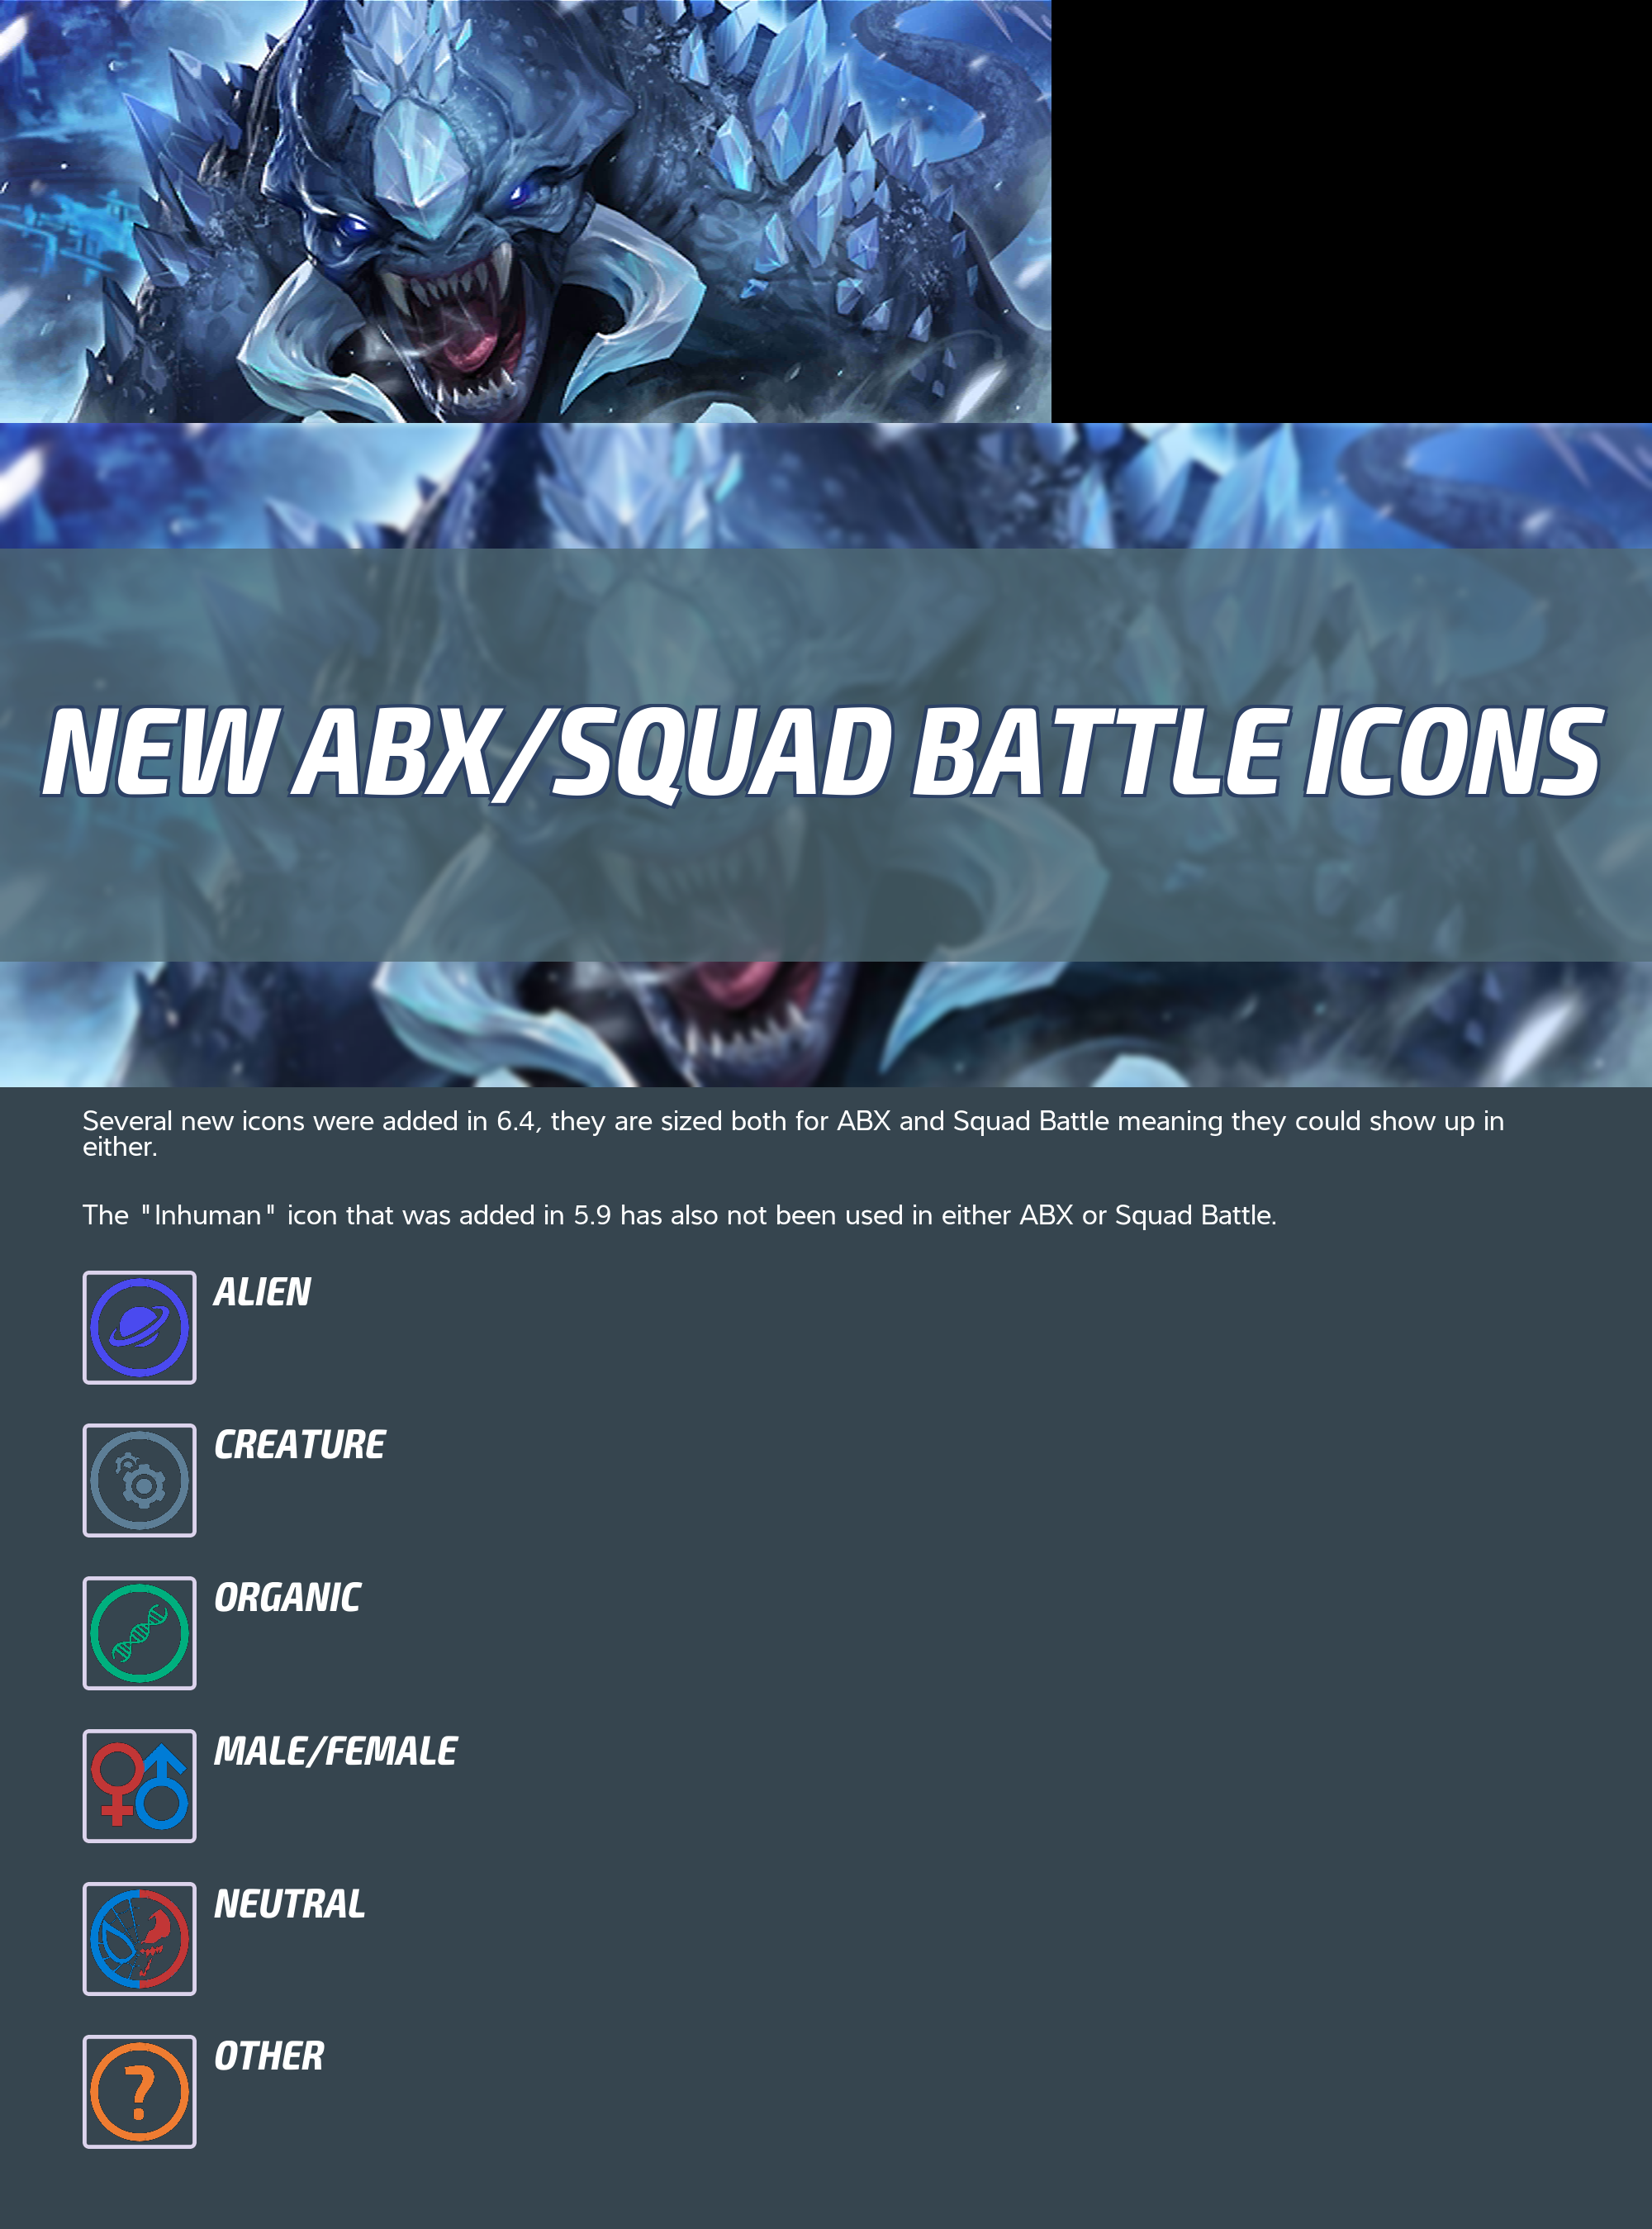 NEW ABX/SQUAD BATTLE ICONS
Several new icons were added in 6.4, they are sized both for ABX and Squad Battle meaning they could show up in
either.
The "Inhuman" icon that was added in 5.9 has also not been used in either ABX or Squad Battle.
ALIEN
CREATURE
ORGANIC
MALE/FEMALE
NEUTRAL
?
OTHER